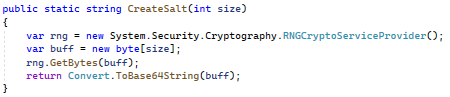 public static string CreateSalt(int size)
{
    var rng = new System.Security.Cryptography.RNGCryptoServiceProvider();
    var buff = new byte[size];
    rng.GetBytes(buff);
    return Convert.ToBase64String(buff);
}